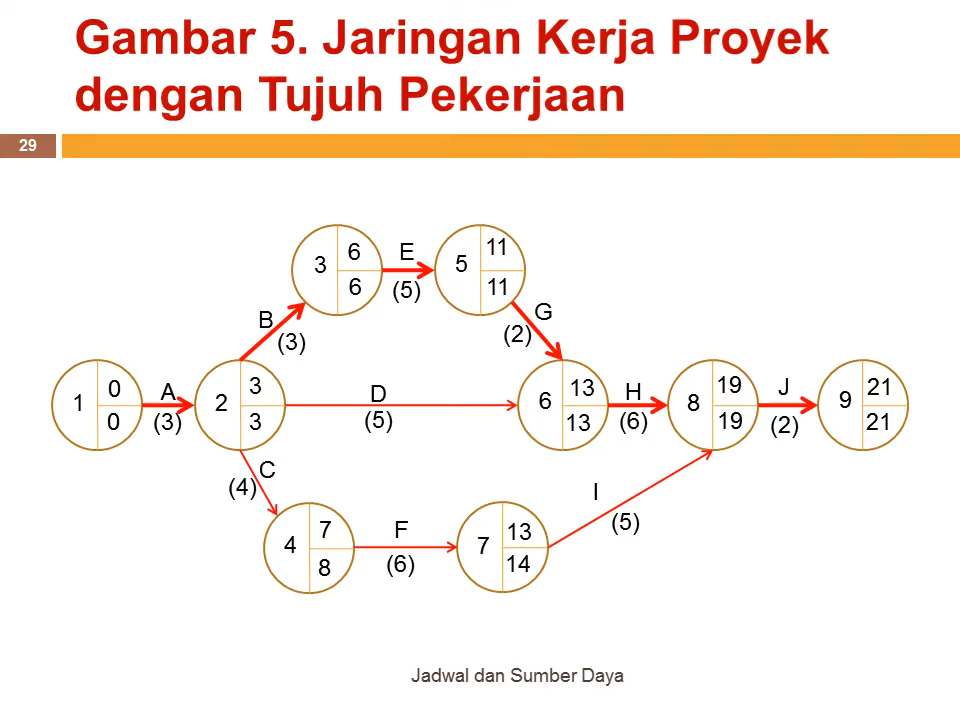 Gambar 5. Jaringan Kerja Proyek
dengan Tujuh Pekerjaan
29
3
6
6
E
(5)
5
11
11
B
(3)
G
(2)
1
0
0
A
(3)
2
3
3
D
(5)
6
13
13
H
(6)
8
19
19
J
(2)
9
21
21
C
(4)
I
(5)
4
7
8
F
(6)
7
13
14
Jadwal dan Sumber Daya